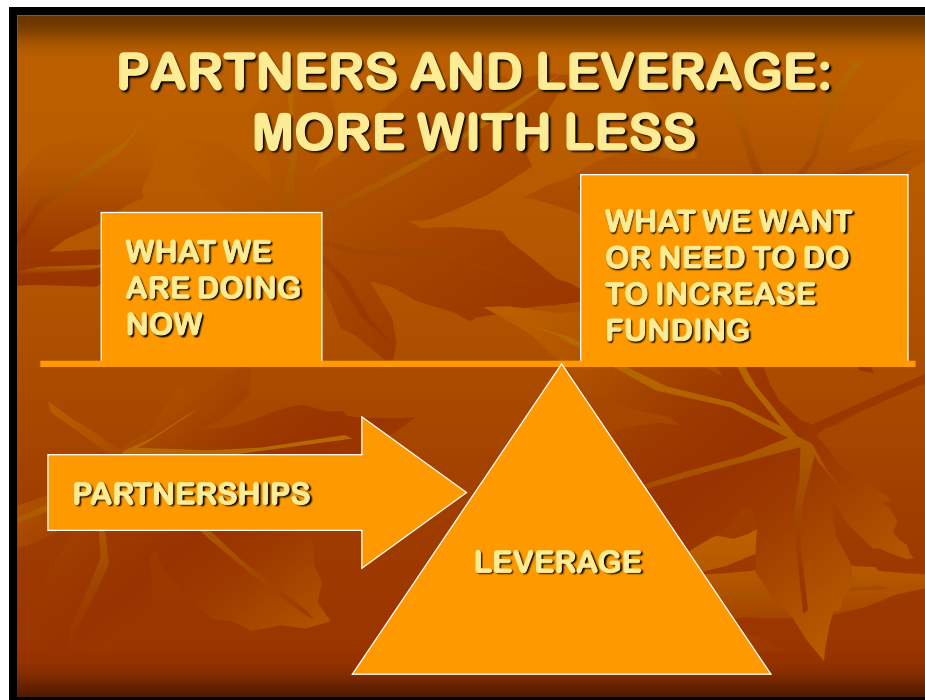 PARTNERS AND LEVERAGE:
MORE WITH LESS
WHAT WE
ARE DOING
NOW
WHAT WE WANT
OR NEED TO DO
TO INCREASE
FUNDING
PARTNERSHIPS
LEVERAGE